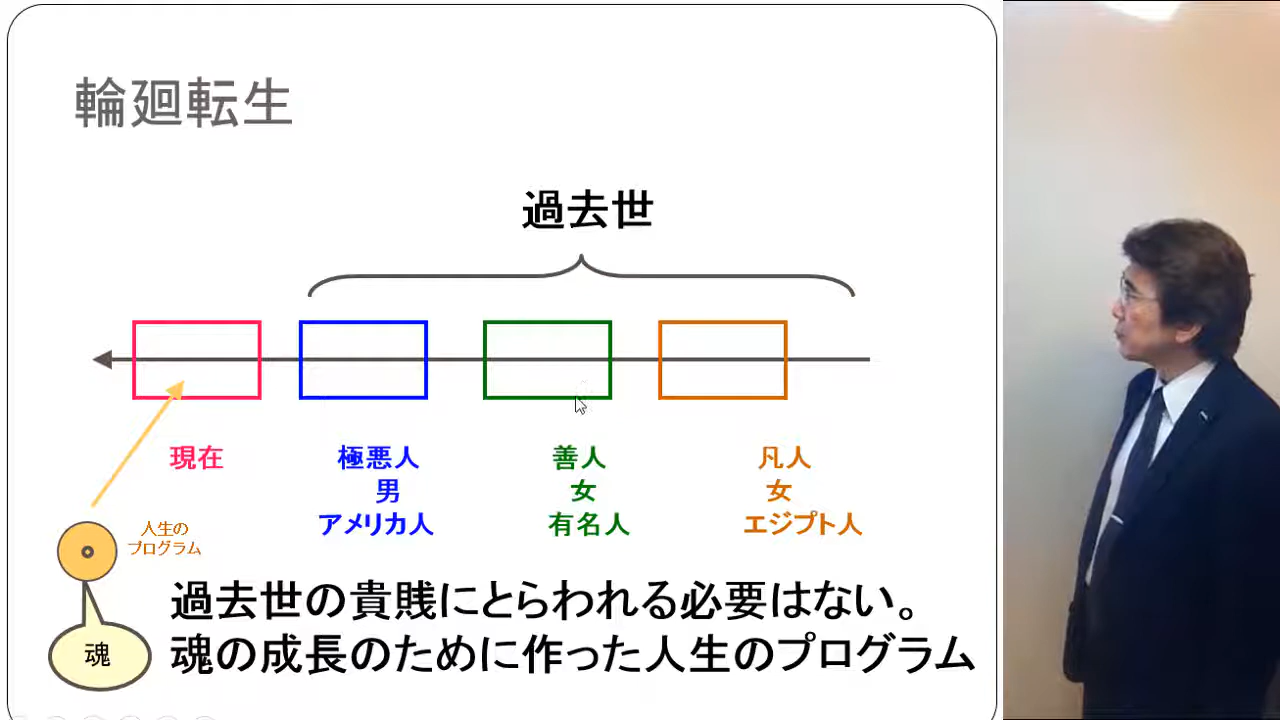 輪廻転生
過去世
現在
極悪人
男
アメリカ人
善人
女
有名人
凡人
女
エジプト人
人生の
プログラム
魂
過去世の貴賎にとらわれる必要はない。
魂の成長のために作った人生のプログラム